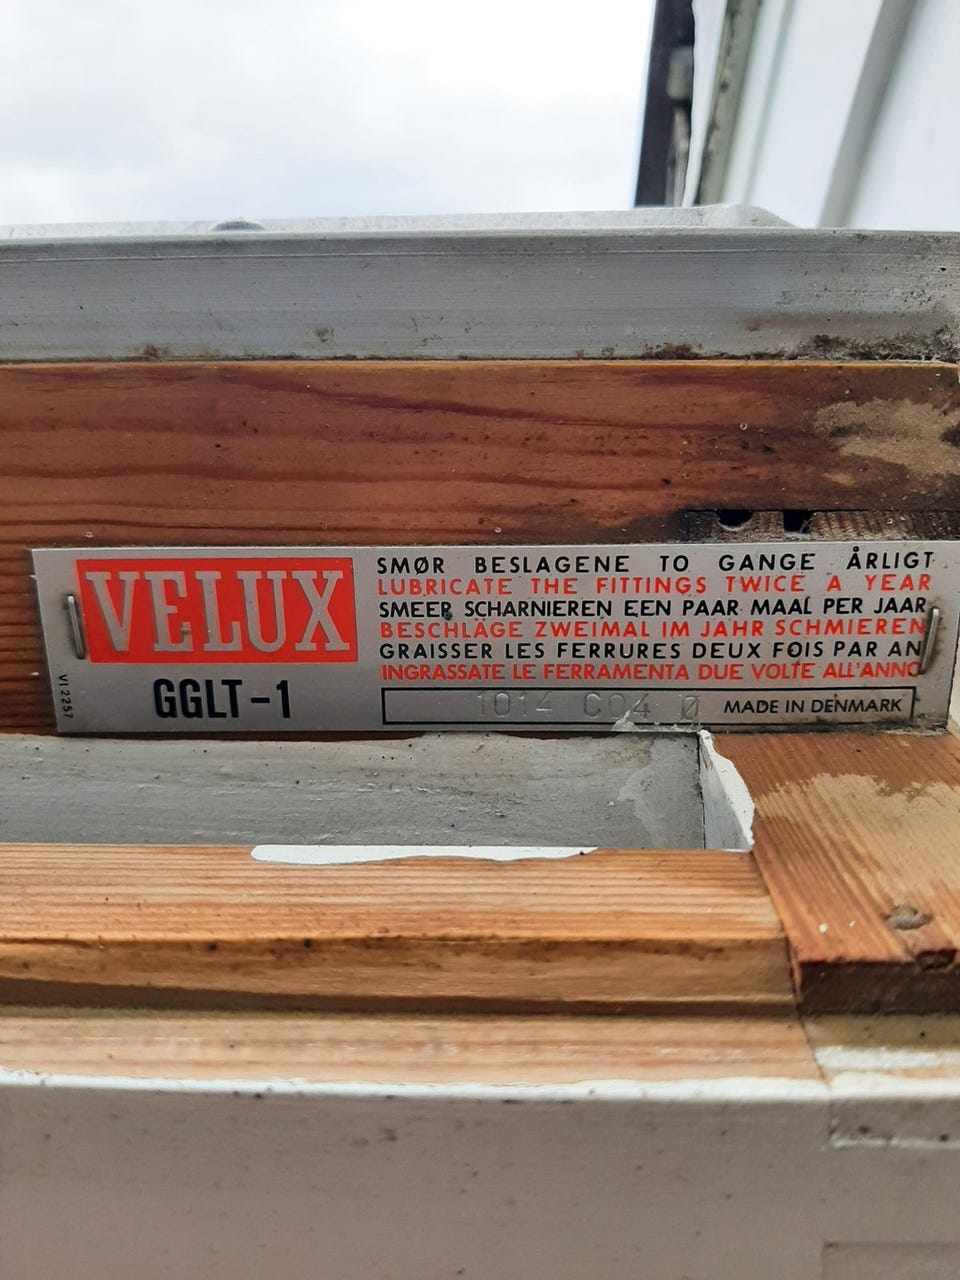 VELUX
GGLT-1
VI 2257
SMØR BESLAGENE TO GANGE ÅRLIGT
LUBRICATE THE FITTINGS TWICE A YEAR
SMEER SCHARNIEREN EEN PAAR MAAL PER JAAR
BESCHLÄGE ZWEIMAL IM JAHR SCHMIEREN
GRAISSER LES FERRURES DEUX FOIS PAR AN
INGRASSATE LE FERRAMENTA DUE VOLTE ALL'ANNO
1014 C04 Ø MADE IN DENMARK